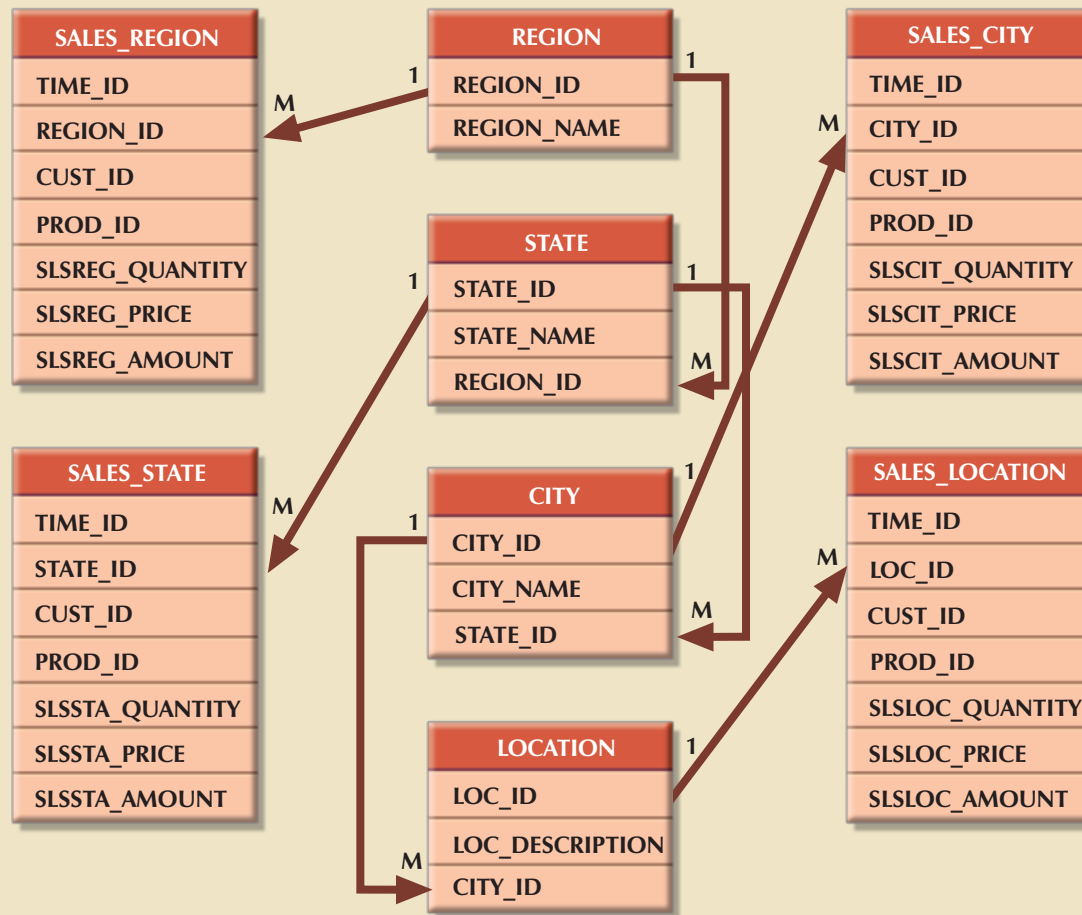 SALES_REGION
TIME_ID
REGION_ID
CUST_ID
PROD_ID
SLSREG_QUANTITY
SLSREG_PRICE
SLSREG_AMOUNT
1
M
REGION
REGION_ID
REGION_NAME
1
M
STATE
STATE_ID
STATE_NAME
REGION_ID
1
M
1
M
SALES_CITY
TIME_ID
CITY_ID
CUST_ID
PROD_ID
SLSCIT_QUANTITY
SLSCIT_PRICE
SLSCIT_AMOUNT
M
1
SALES_STATE
TIME_ID
STATE_ID
CUST_ID
PROD_ID
SLSSTA_QUANTITY
SLSSTA_PRICE
SLSSTA_AMOUNT
CITY
CITY_ID
CITY_NAME
STATE_ID
1
M
LOCATION
LOC_ID
LOC_DESCRIPTION
CITY_ID
1
M
SALES_LOCATION
TIME_ID
LOC_ID
CUST_ID
PROD_ID
SLSLOC_QUANTITY
SLSLOC_PRICE
SLSLOC_AMOUNT